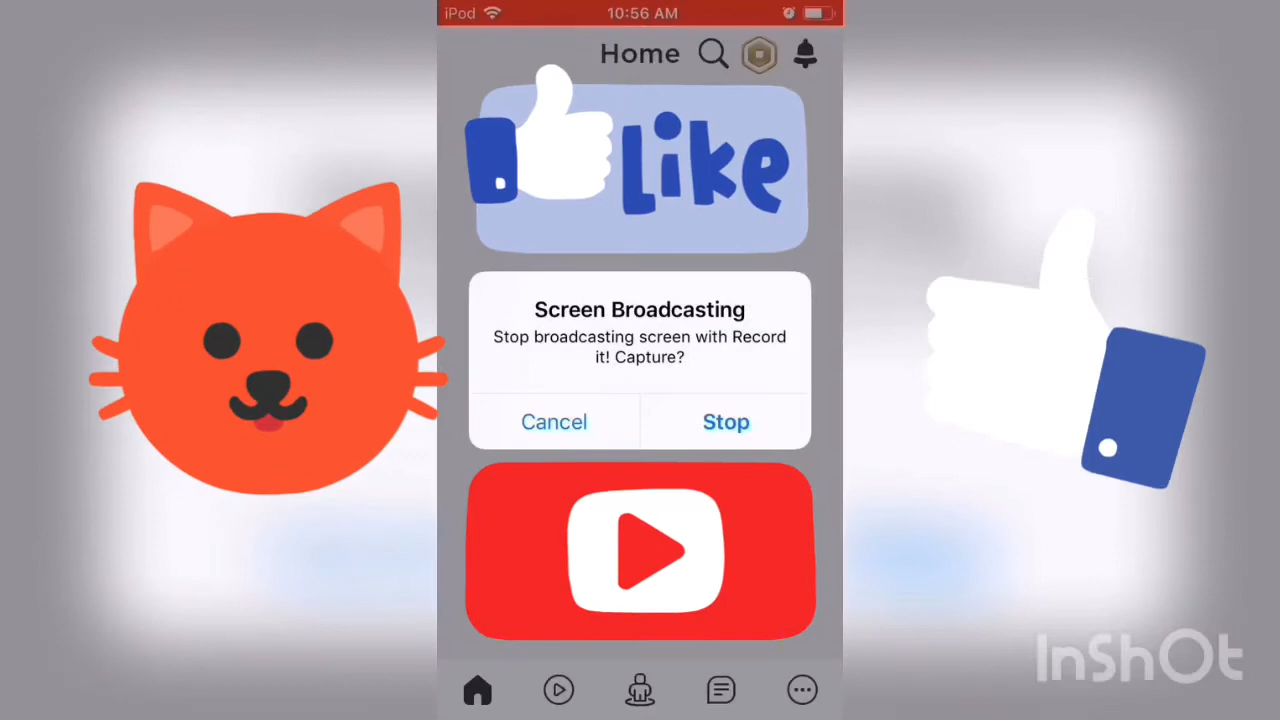 iPod 10:56 AM
Home
Like
Screen Broadcasting
Stop broadcasting screen with Record
it! Capture?
Cancel Stop
InShOt